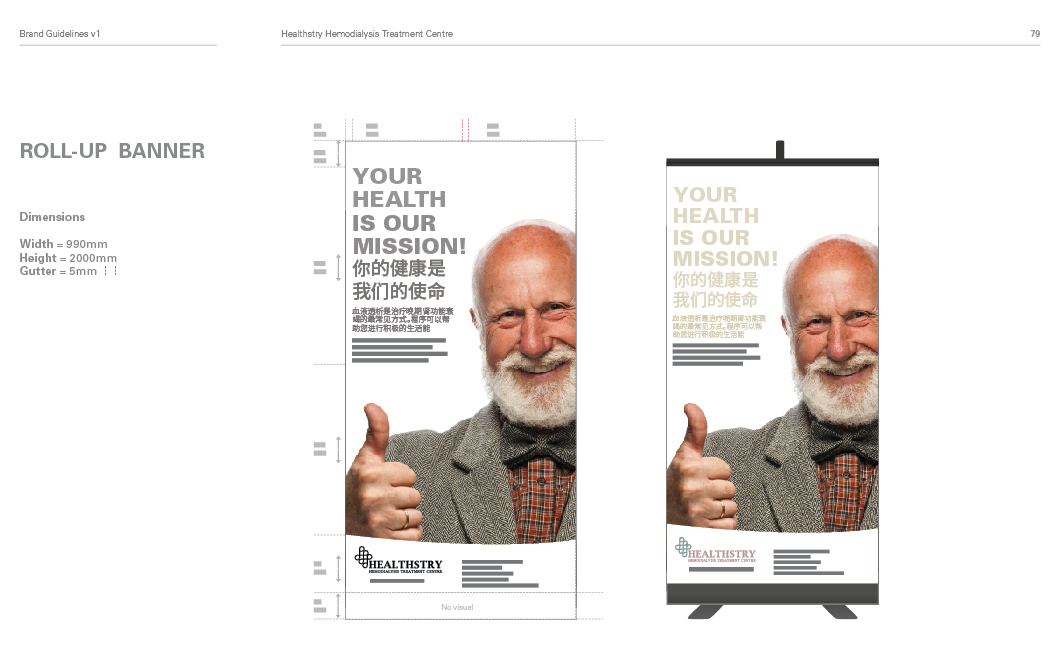 Brand Guidelines v1
Healthstry Hemodialysis Treatment Centre
79
ROLL-UP BANNER
Dimensions
Width = 990mm
Height = 2000mm
Gutter = 5mm
YOUR
HEALTH
IS OUR
MISSION!
你的健康是
我们的使命
血液透析是治疗晚期肾功能衰
竭的最常见方式。程序可以帮
助您进行积极的生活能
HEALTHSTRY
HEMODIALYSIS TREATMENT CENTRE
No visual
YOUR
HEALTH
IS OUR
MISSION!
你的健康是
我们的使命
血液透析是治疗晚期肾功能衰
竭的最常见方式。程序可以帮
助您进行积极的生活能
HEALTHSTRY
HEMODIALYSIS TREATMENT CENTRE